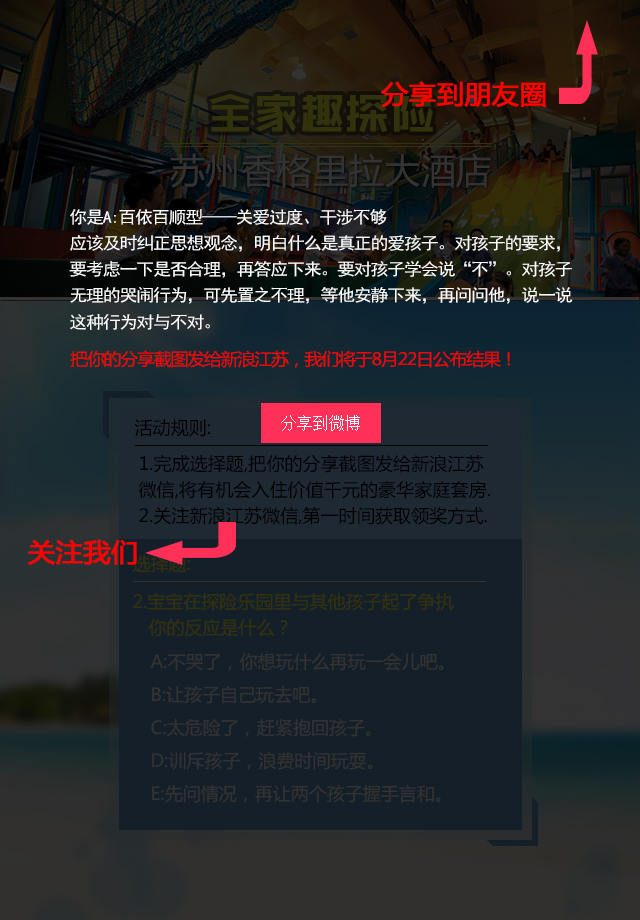 分享到朋友圈
全家趣探险
苏州香格里拉大酒店
你是A:百依百顺型——关爱过度、干涉不够
应该及时纠正思想观念，明白什么是真正的爱孩子。对孩子的要求，
要考虑一下是否合理，再答应下来。要对孩子学会说“不”。对孩子
无理的哭闹行为，可先置之不理，等他安静下来，再问问他，说一说
这种行为对与不对。
把你的分享截图发给新浪江苏，我们将于8月22日公布结果！
分享到微博
活动规则:
1.完成选择题,把你的分享截图发给新浪江苏
微信,将有机会入住价值千元的豪华家庭套房.
2.关注新浪江苏微信,第一时间获取领奖方式.
关注我们
选择题:
2.宝宝在探险乐园里与其他孩子起了争执
你的反应是什么？
A:不哭了，你想玩什么再玩一会儿吧。
B:让孩子自己玩去吧。
C:太危险了，赶紧抱回孩子。
D:训斥孩子，浪费时间玩耍。
E:先问情况，再让两个孩子握手言和。